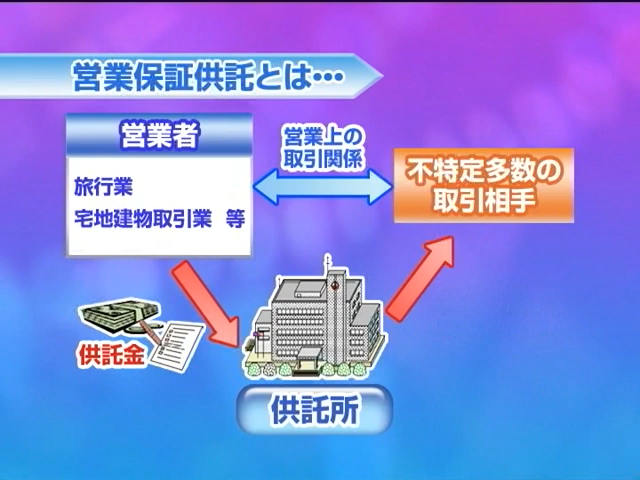 営業保証供託とは…
営業者
旅行業
宅地建物取引業 等
営業上の
取引関係
不特定多数の
取引相手
供託金
供託所